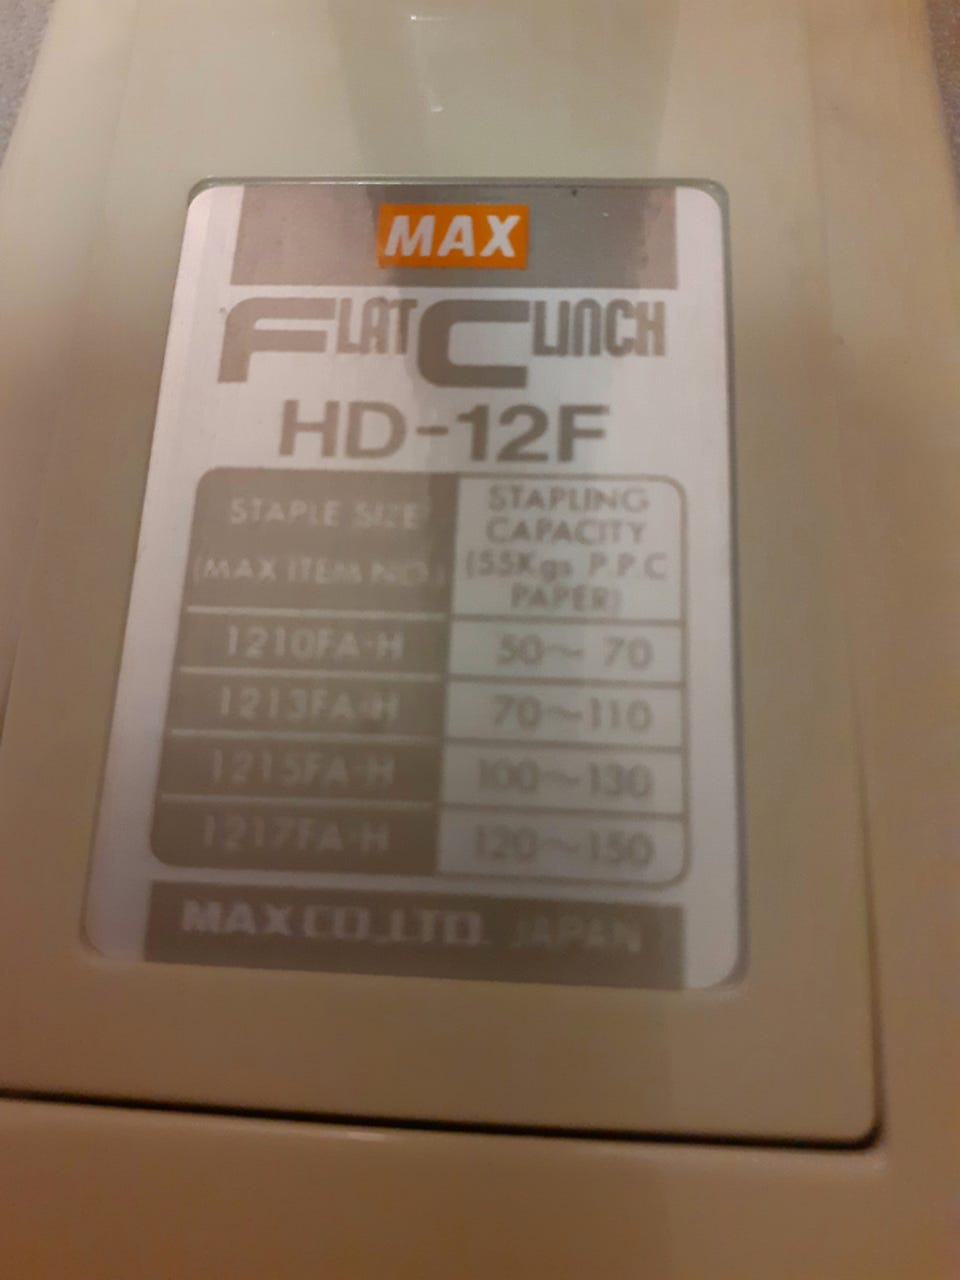 MAX
FLAT CLINCH
HD-12F
STAPLE SIZE
(MAX ITEM NO.)
STAPLING
CAPACITY
(55Kgs P.P.C
PAPER)
1210FA-H 50~70
1213FA-H 70~110
1215FA-H 100~130
1217FA-H 120~150
MAX CO.,LTD. JAPAN